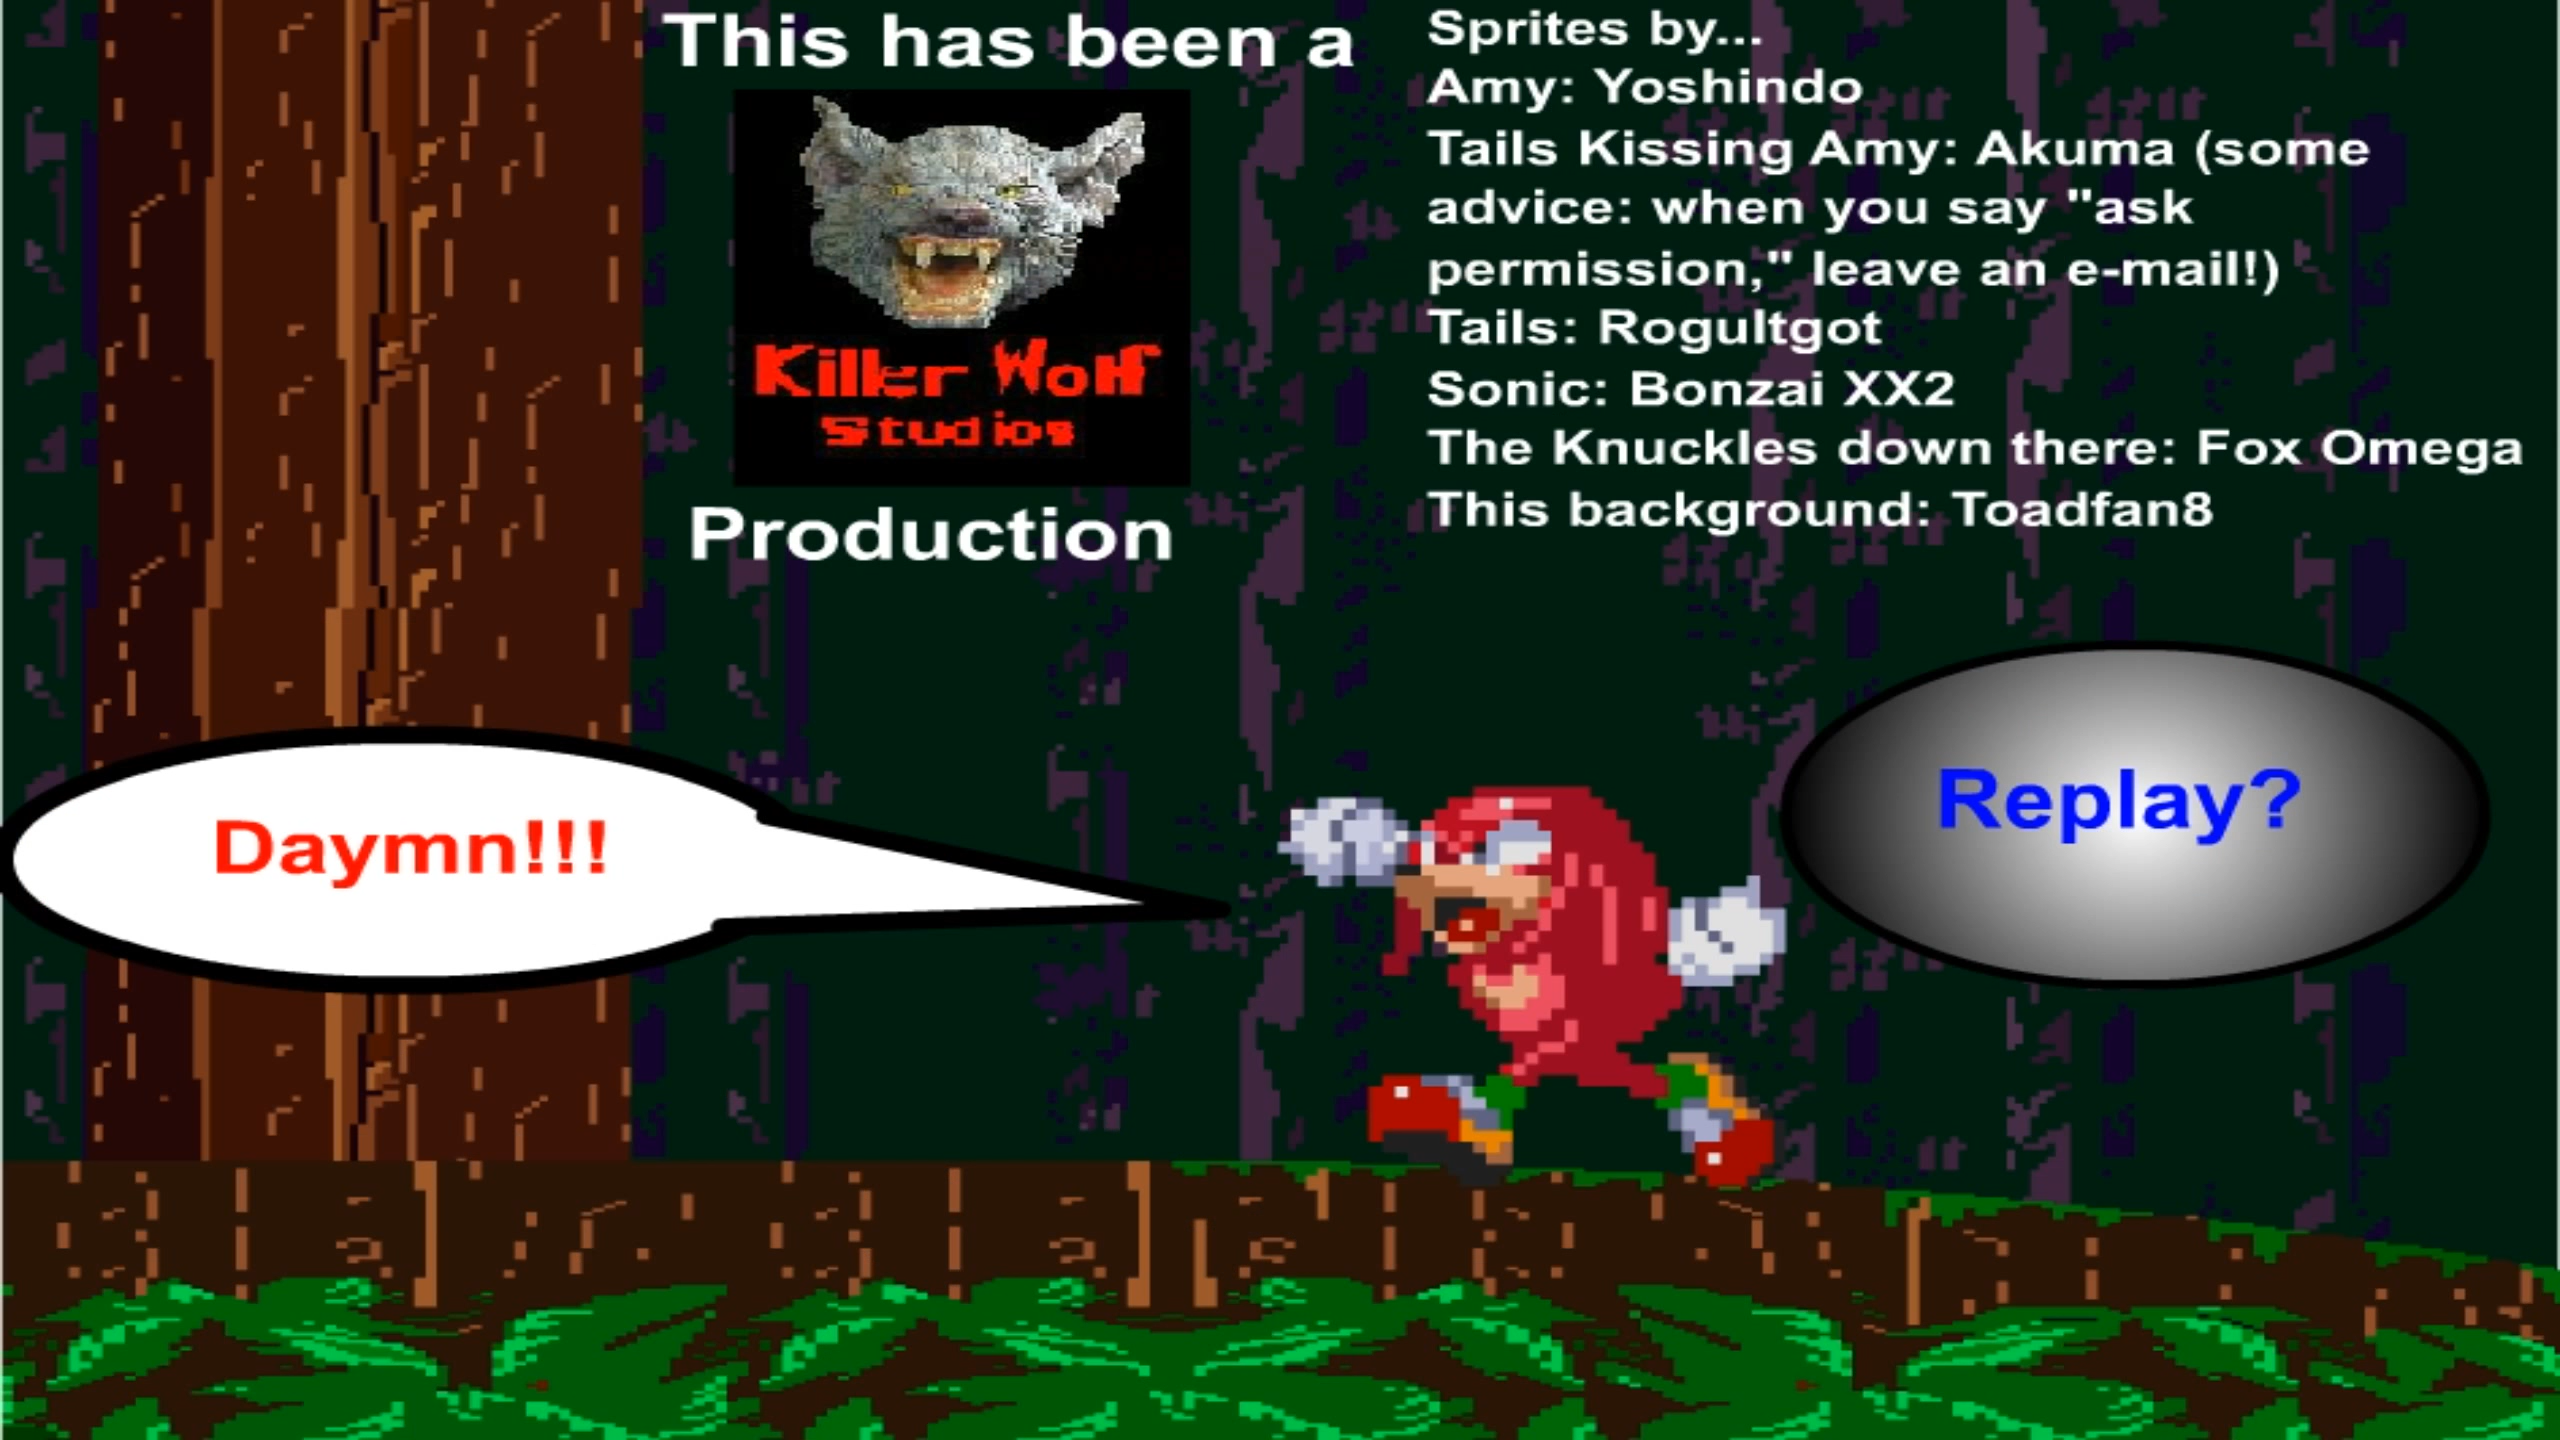 This has been a
Killer Wolf
Studios
Production
Sprites by...
Amy: Yoshindo
Tails Kissing Amy: Akuma (some
advice: when you say "ask
permission," leave an e-mail!)
Tails: Rogultgot
Sonic: Bonzai XX2
The Knuckles down there: Fox Omega
This background: Toadfan8
Daymn!!!
Replay?